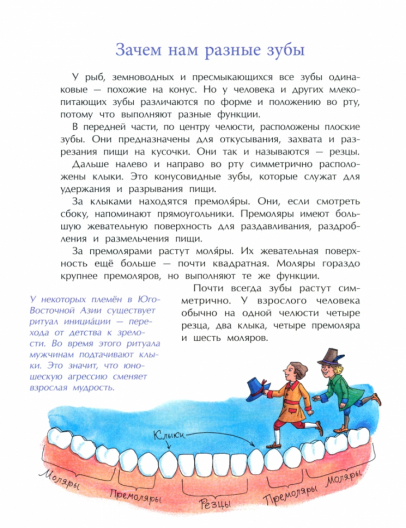 Зачем нам разные зубы
У рыб, земноводных и пресмыкающихся все зубы одина-
ковые — похожие на конус. Но у человека и других млеко-
питающих зубы различаются по форме и положению во рту,
потому что выполняют разные функции.
В передней части, по центру челюсти, расположены плоские
зубы. Они предназначены для откусывания, захвата и раз-
резания пищи на кусочки. Они так и называются — резцы.
Дальше налево и направо во рту симметрично располо-
жены клыки. Это конусовидные зубы, которые служат для
удержания и разрывания пищи.
За клыками находятся премоля́ры. Они, если смотреть
сбоку, напоминают прямоугольники. Премоляры имеют боль-
шую жевательную поверхность для раздавливания, раздроб-
ления и размельчения пищи.
За премолярами растут моля́ры. Их жевательная поверх-
ность ещё больше — почти квадратная. Моляры гораздо
крупнее премоляров, но выполняют те же функции.
Почти всегда зубы растут сим-
метрично. У взрослого человека
обычно на одной челюсти четыре
резца, два клыка, четыре премоляра
и шесть моляров.
У некоторых племён в Юго-
Восточной Азии существует
ритуал инициа́ции — пере-
хода от детства к зрело-
сти. Во время этого ритуала
мужчинам подтачивают клы-
ки. Это значит, что юно-
шескую агрессию сменяет
взрослая мудрость.
Клыки
Моляры
Премоляры
Резцы
Премоляры
Моляры